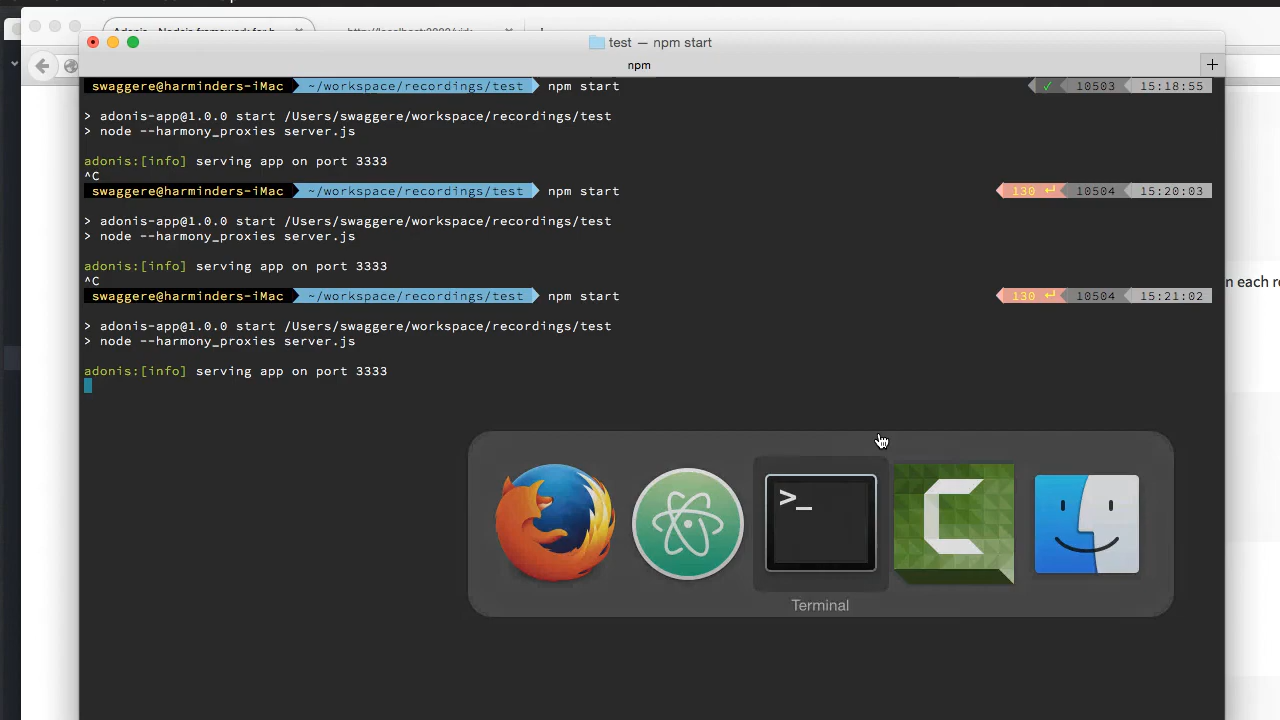 test — npm start
npm
swaggere@harminders-iMac ~/workspace/recordings/test npm start ✓ 10503 15:18:55
> adonis-app@1.0.0 start /Users/swaggere/workspace/recordings/test
> node --harmony_proxies server.js
adonis:[info] serving app on port 3333
^C
swaggere@harminders-iMac ~/workspace/recordings/test npm start 130 ↵ 10504 15:20:03
> adonis-app@1.0.0 start /Users/swaggere/workspace/recordings/test
> node --harmony_proxies server.js
adonis:[info] serving app on port 3333
^C
swaggere@harminders-iMac ~/workspace/recordings/test npm start 130 ↵ 10504 15:21:02
n each re
> adonis-app@1.0.0 start /Users/swaggere/workspace/recordings/test
> node --harmony_proxies server.js
adonis:[info] serving app on port 3333
>_
Terminal